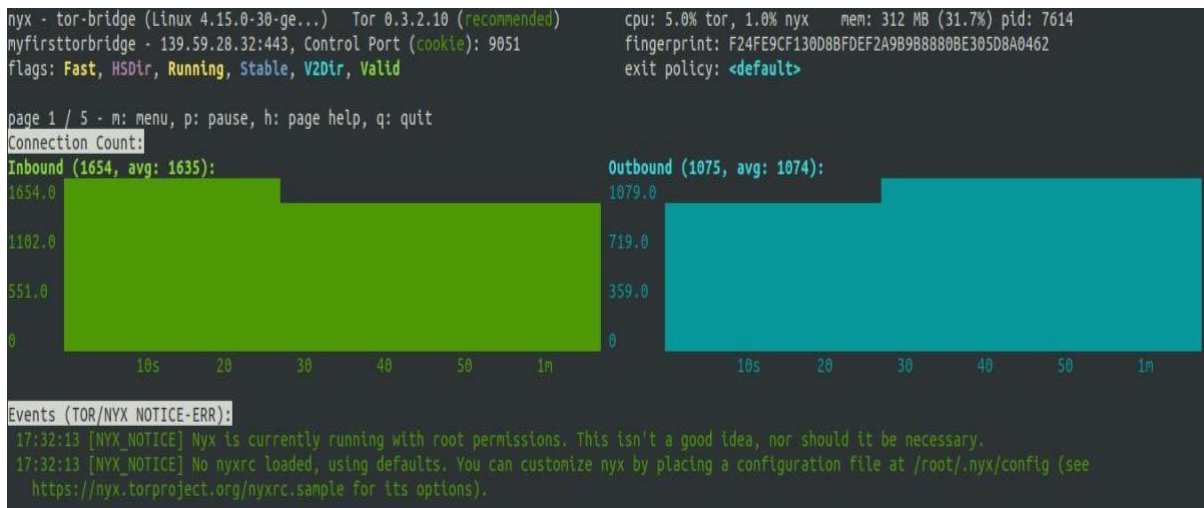 nyx - tor-bridge (Linux 4.15.0-30-ge...) Tor 0.3.2.10 (recommended) cpu: 5.0% tor, 1.0% nyx mem: 312 MB (31.7%) pid: 7614
myfirsttorbridge - 139.59.28.32:443, Control Port (cookie): 9051 fingerprint: F24FE9CF130D8BFDEF2A9B9B8880BE305D8A0462
flags: Fast, HSDir, Running, Stable, V2Dir, Valid exit policy: <default>
page 1 / 5 - m: menu, p: pause, h: page help, q: quit
Connection Count:
Inbound (1654, avg: 1635): Outbound (1075, avg: 1074):
1654.0 1079.0
1102.0 719.0
551.0 359.0
0 0
10s 20 30 40 50 1m 10s 20 30 40 50 1m
Events (TOR/NYX NOTICE-ERR):
17:32:13 [NYX_NOTICE] Nyx is currently running with root permissions. This isn't a good idea, nor should it be necessary.
17:32:13 [NYX_NOTICE] No nyxrc loaded, using defaults. You can customize nyx by placing a configuration file at /root/.nyx/config (see
https://nyx.torproject.org/nyxrc.sample for its options).